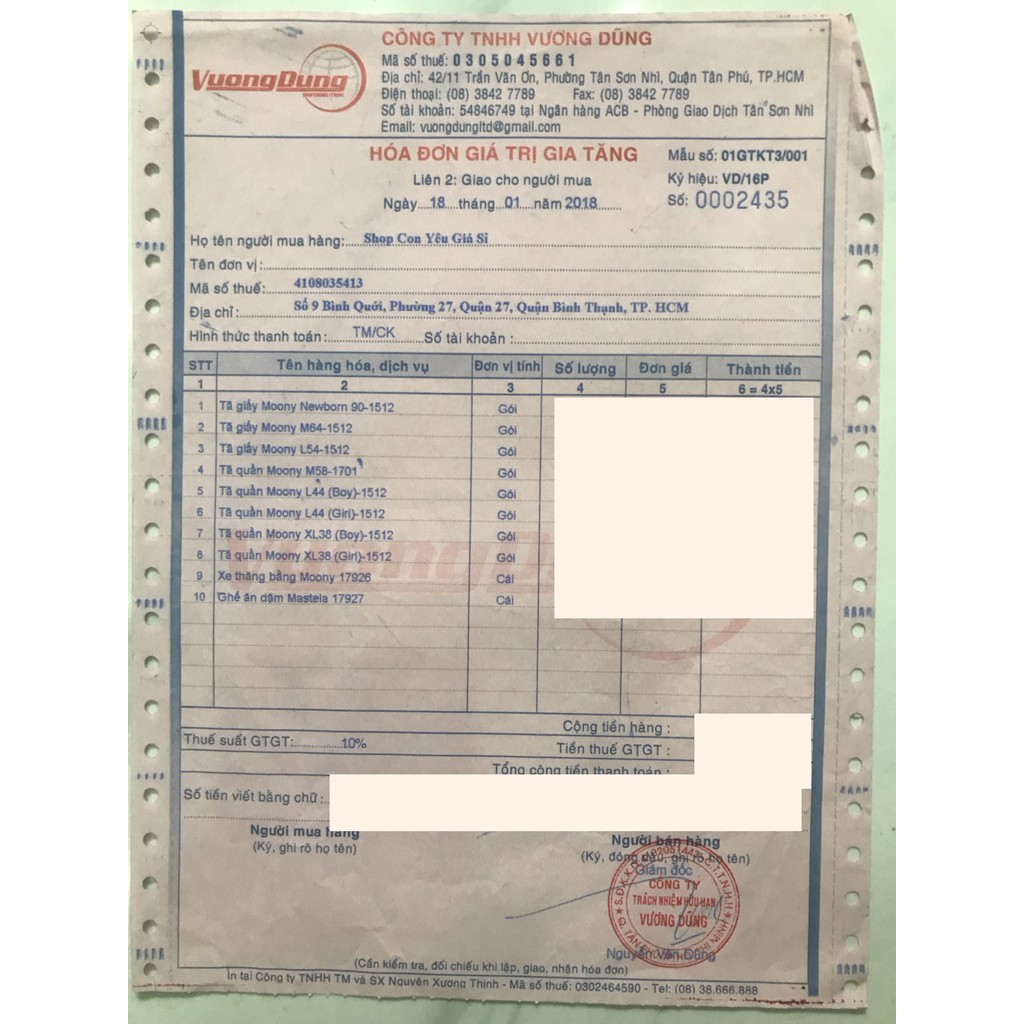 VuongDung
CÔNG TY TNHH VƯƠNG DŨNG
Mã số thuế: 0305045661
Địa chỉ: 42/11 Trần Văn Ơn, Phường Tân Sơn Nhì, Quận Tân Phú, TP.HCM
Điện thoại: (08) 3842 7789 Fax: (08) 3842 7789
Số tài khoản: 54846749 tại Ngân hàng ACB - Phòng Giao Dịch Tân Sơn Nhì
Email: vuongdungltd@gmail.com
HÓA ĐƠN GIÁ TRỊ GIA TĂNG
Mẫu số: 01GTKT3/001
Liên 2: Giao cho người mua
Ký hiệu: VD/16P
Ngày 18 tháng 01 năm 2018
Số: 0002435
Họ tên người mua hàng: Shop Con Yêu Giá Sỉ
Tên đơn vị:
Mã số thuế: 4108035413
Địa chỉ: Số 9 Bình Quới, Phường 27, Quận 27, Quận Bình Thạnh, TP. HCM
Hình thức thanh toán: TM/CK Số tài khoản :
STT Tên hàng hóa, dịch vụ Đơn vị tính Số lượng Đơn giá Thành tiền
1 2 3 4 5 6 = 4x5
1 Tã giấy Moony Newborn 90-1512 Gói
2 Tã giấy Moony M64-1512 Gói
3 Tã giấy Moony L54-1512 Gói
4 Tã quần Moony M58-1701 Gói
5 Tã quần Moony L44 (Boy)-1512 Gói
6 Tã quần Moony L44 (Girl)-1512 Gói
7 Tã quần Moony XL38 (Boy)-1512 Gói
8 Tã quần Moony XL38 (Girl)-1512 Gói
9 Xe thăng bằng Moony 17926 Cái
10 Ghế ăn dặm Mastela 17927 Cái
Cộng tiền hàng :
Thuế suất GTGT: 10% Tiền thuế GTGT :
Tổng cộng tiền thanh toán :
Số tiền viết bằng chữ :
Người mua hàng
(Ký, ghi rõ họ tên)
Người bán hàng
(Ký, đóng dấu, ghi rõ họ tên)
Giám đốc
CÔNG TY
TRÁCH NHIỆM HỮU HẠN
VƯƠNG DŨNG
Nguyễn Văn Dũng
(Cần kiểm tra, đối chiếu khi lập, giao, nhận hóa đơn)
In tại Công ty TNHH TM và SX Nguyên Xương Thịnh - Mã số thuế: 0302464590 - Tel: (08) 38.666.888